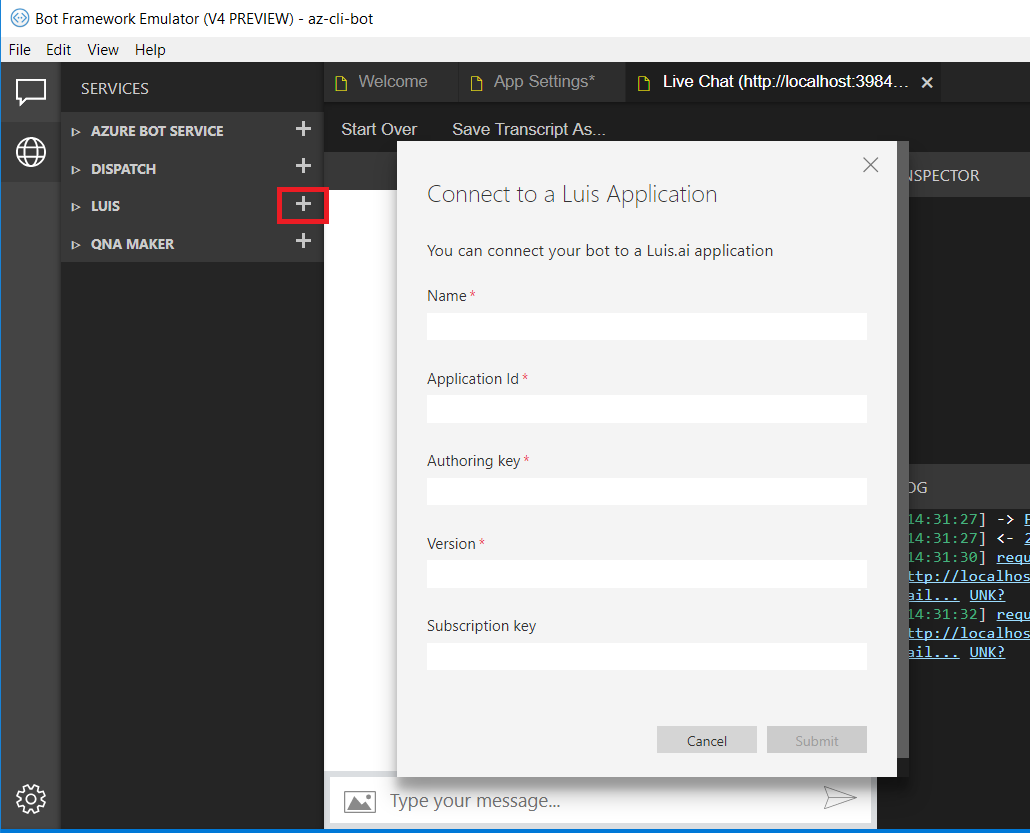 Bot Framework Emulator (V4 PREVIEW) - az-cli-bot
File Edit View Help
SERVICES
AZURE BOT SERVICE
DISPATCH
LUIS
QNA MAKER
Welcome
App Settings*
Live Chat (http://localhost:3984...
Start Over
Save Transcript As...
NSPECTOR
Connect to a Luis Application
You can connect your bot to a Luis.ai application
Name *
Application Id *
Authoring key *
Version *
Subscription key
Cancel
Submit
OG
14:31:27] ->
14:31:27] <- 2
14:31:30] requ
ttp://localhos
ail... UNK?
14:31:32] requ
ttp://localhos
ail... UNK?
Type your message...